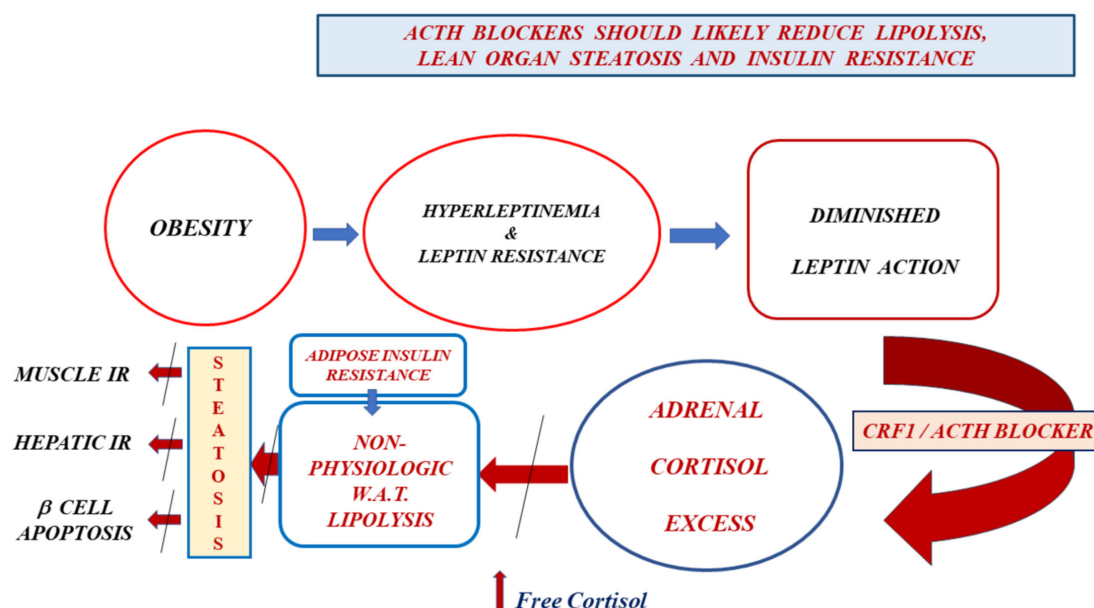 ACTH BLOCKERS SHOULD LIKELY REDUCE LIPOLYSIS,
LEAN ORGAN STEATOSIS AND INSULIN RESISTANCE
OBESITY
HYPERLEPTINEMIA
&
LEPTIN RESISTANCE
DIMINISHED
LEPTIN ACTION
MUSCLE IR
HEPATIC IR
β CELL
APOPTOSIS
STEATOSIS
ADIPOSE INSULIN
RESISTANCE
NON-
PHYSIOLOGIC
W.A.T.
LIPOLYSIS
ADRENAL
CORTISOL
EXCESS
CRF1 / ACTH BLOCKER
Free Cortisol